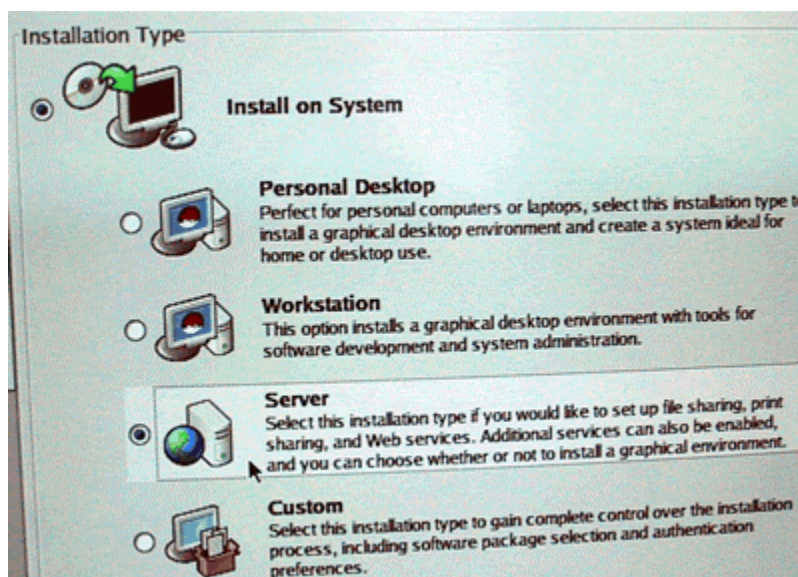 Installation Type
Install on System
Personal Desktop
Perfect for personal computers or laptops, select this installation type
install a graphical desktop environment and create a system ideal for
home or desktop use.
Workstation
This option installs a graphical desktop environment with tools for
software development and system administration.
Server
Select this installation type if you would like to set up file sharing, print
sharing, and Web services. Additional services can also be enabled,
and you can choose whether or not to install a graphical environment.
Custom
Select this installation type to gain complete control over the installation
process, including software package selection and authentication
preferences.